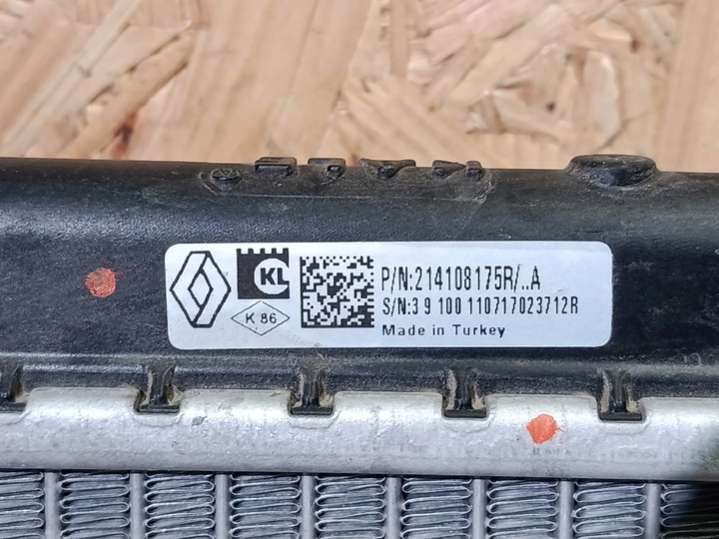 KL
K 86
P/N:214108175R/..A
S/N:3 9 100 110717023712R
Made in Turkey